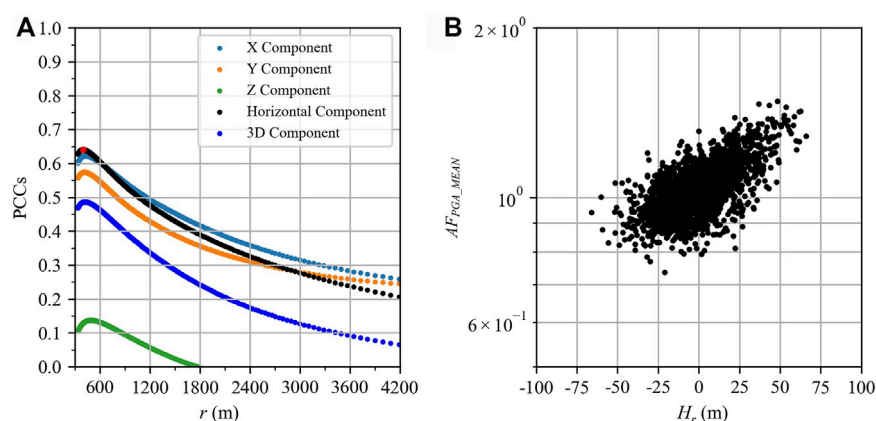 A
1.0
0.9
0.8
0.7
0.6
0.5
0.4
0.3
0.2
0.1
0.0
PCCs
X Component
Y Component
Z Component
Horizontal Component
3D Component
600 1200 1800 2400 3000 3600 4200
r (m)
B
2 × 10⁰
10⁰
6 × 10⁻¹
AF_PGA_MEAN
-100 -75 -50 -25 0 25 50 75 100
H_r (m)